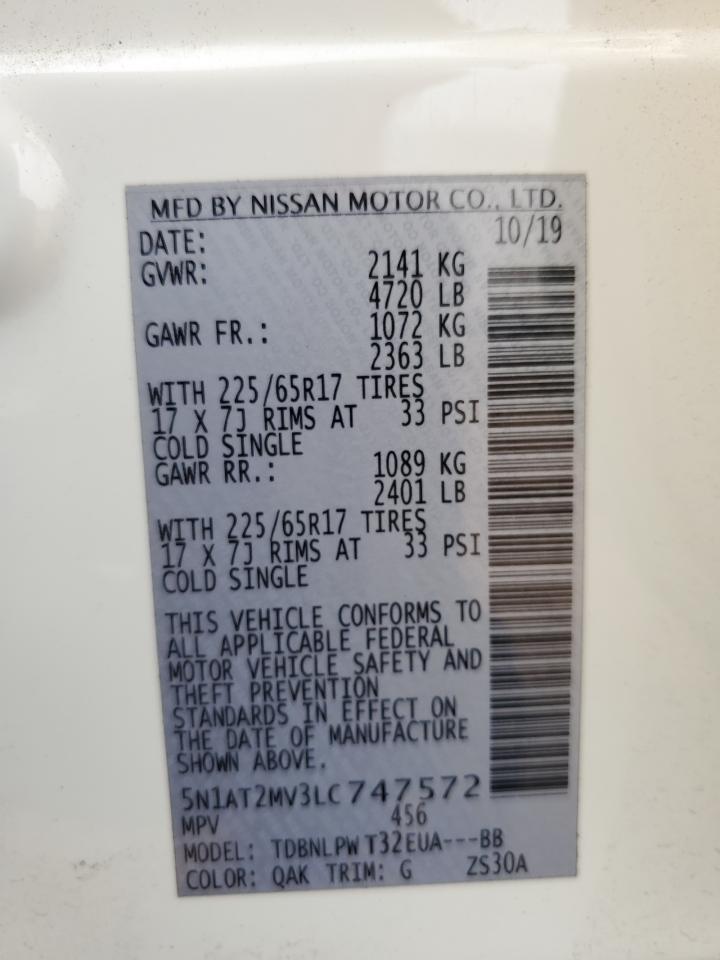 MFD BY NISSAN MOTOR CO., LTD.
DATE: 10/19
GVWR: 2141 KG
4720 LB
GAWR FR.: 1072 KG
2363 LB
WITH 225/65R17 TIRES
17 X 7J RIMS AT 33 PSI
COLD SINGLE
GAWR RR.: 1089 KG
2401 LB
WITH 225/65R17 TIRES
17 X 7J RIMS AT 33 PSI
COLD SINGLE
THIS VEHICLE CONFORMS TO
ALL APPLICABLE FEDERAL
MOTOR VEHICLE SAFETY AND
THEFT PREVENTION
STANDARDS IN EFFECT ON
THE DATE OF MANUFACTURE
SHOWN ABOVE.
5N1AT2MV3LC747572
MPV 456
MODEL: TDBNLPW T32EUA---BB
COLOR: QAK TRIM: G ZS30A